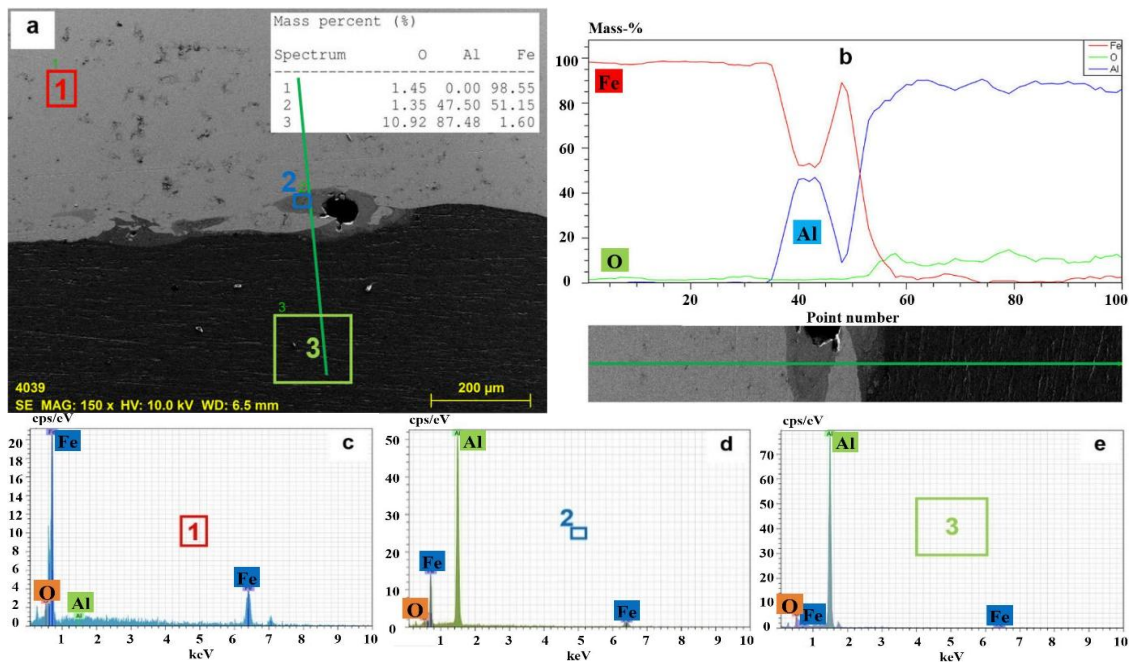 a
Mass percent (%)
Spectrum O Al Fe
1 1.45 0.00 98.55
2 1.35 47.50 51.15
3 10.92 87.48 1.60
1
2
3
3
4039
SE MAG: 150 x HV: 10.0 kV WD: 6.5 mm
200 µm
Mass-%
b
Fe
O
Al
100
80
60
40
20
0
Fe
Al
O
20 40 60 80 100
Point number
cps/eV
c
20
18
16
14
12
10
8
6
4
2
0
Fe
1
O
Al
Fe
1 2 3 4 5 6 7 8 9 10
keV
cps/eV
d
50
40
30
20
10
0
Al
2
Fe
O
Fe
1 2 3 4 5 6 7 8 9 10
keV
cps/eV
e
70
60
50
40
30
20
10
0
Al
3
O
Fe
Fe
1 2 3 4 5 6 7 8 9 10
keV